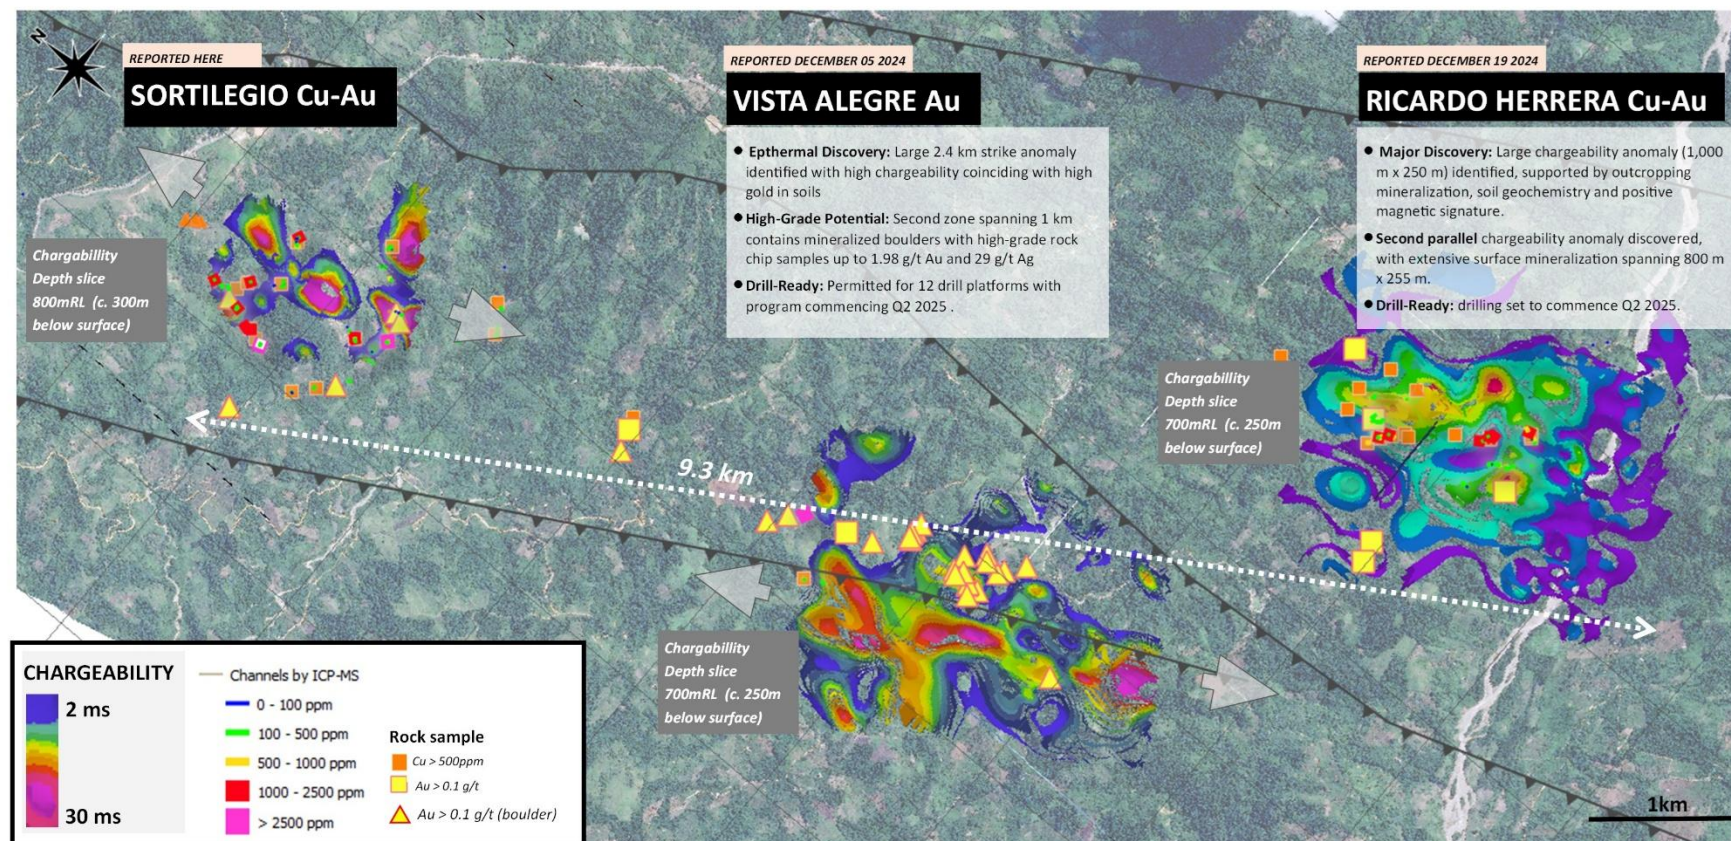 N
REPORTED HERE
SORTILEGIO Cu-Au
Chargabillity
Depth slice
800mRL (c. 300m
below surface)
REPORTED DECEMBER 05 2024
VISTA ALEGRE Au
● Epthermal Discovery: Large 2.4 km strike anomaly
identified with high chargeability coinciding with high
gold in soils
● High-Grade Potential: Second zone spanning 1 km
contains mineralized boulders with high-grade rock
chip samples up to 1.98 g/t Au and 29 g/t Ag
● Drill-Ready: Permitted for 12 drill platforms with
program commencing Q2 2025 .
REPORTED DECEMBER 19 2024
RICARDO HERRERA Cu-Au
● Major Discovery: Large chargeability anomaly (1,000
m x 250 m) identified, supported by outcropping
mineralization, soil geochemistry and positive
magnetic signature.
● Second parallel chargeability anomaly discovered,
with extensive surface mineralization spanning 800 m
x 255 m.
● Drill-Ready: drilling set to commence Q2 2025.
Chargabillity
Depth slice
700mRL (c. 250m
below surface)
9.3 km
Chargabillity
Depth slice
700mRL (c. 250m
below surface)
CHARGEABILITY
2 ms
30 ms
Channels by ICP-MS
0 - 100 ppm
100 - 500 ppm
500 - 1000 ppm
1000 - 2500 ppm
> 2500 ppm
Rock sample
Cu > 500ppm
Au > 0.1 g/t
Au > 0.1 g/t (boulder)
1km